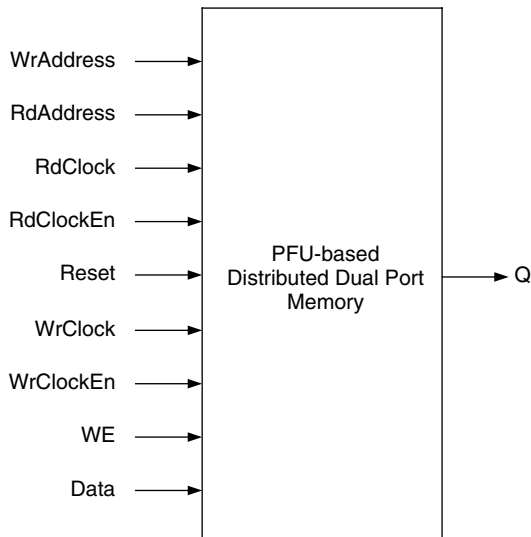 WrAddress
RdAddress
RdClock
RdClockEn
Reset
WrClock
WrClockEn
WE
Data
PFU-based
Distributed Dual Port
Memory
Q